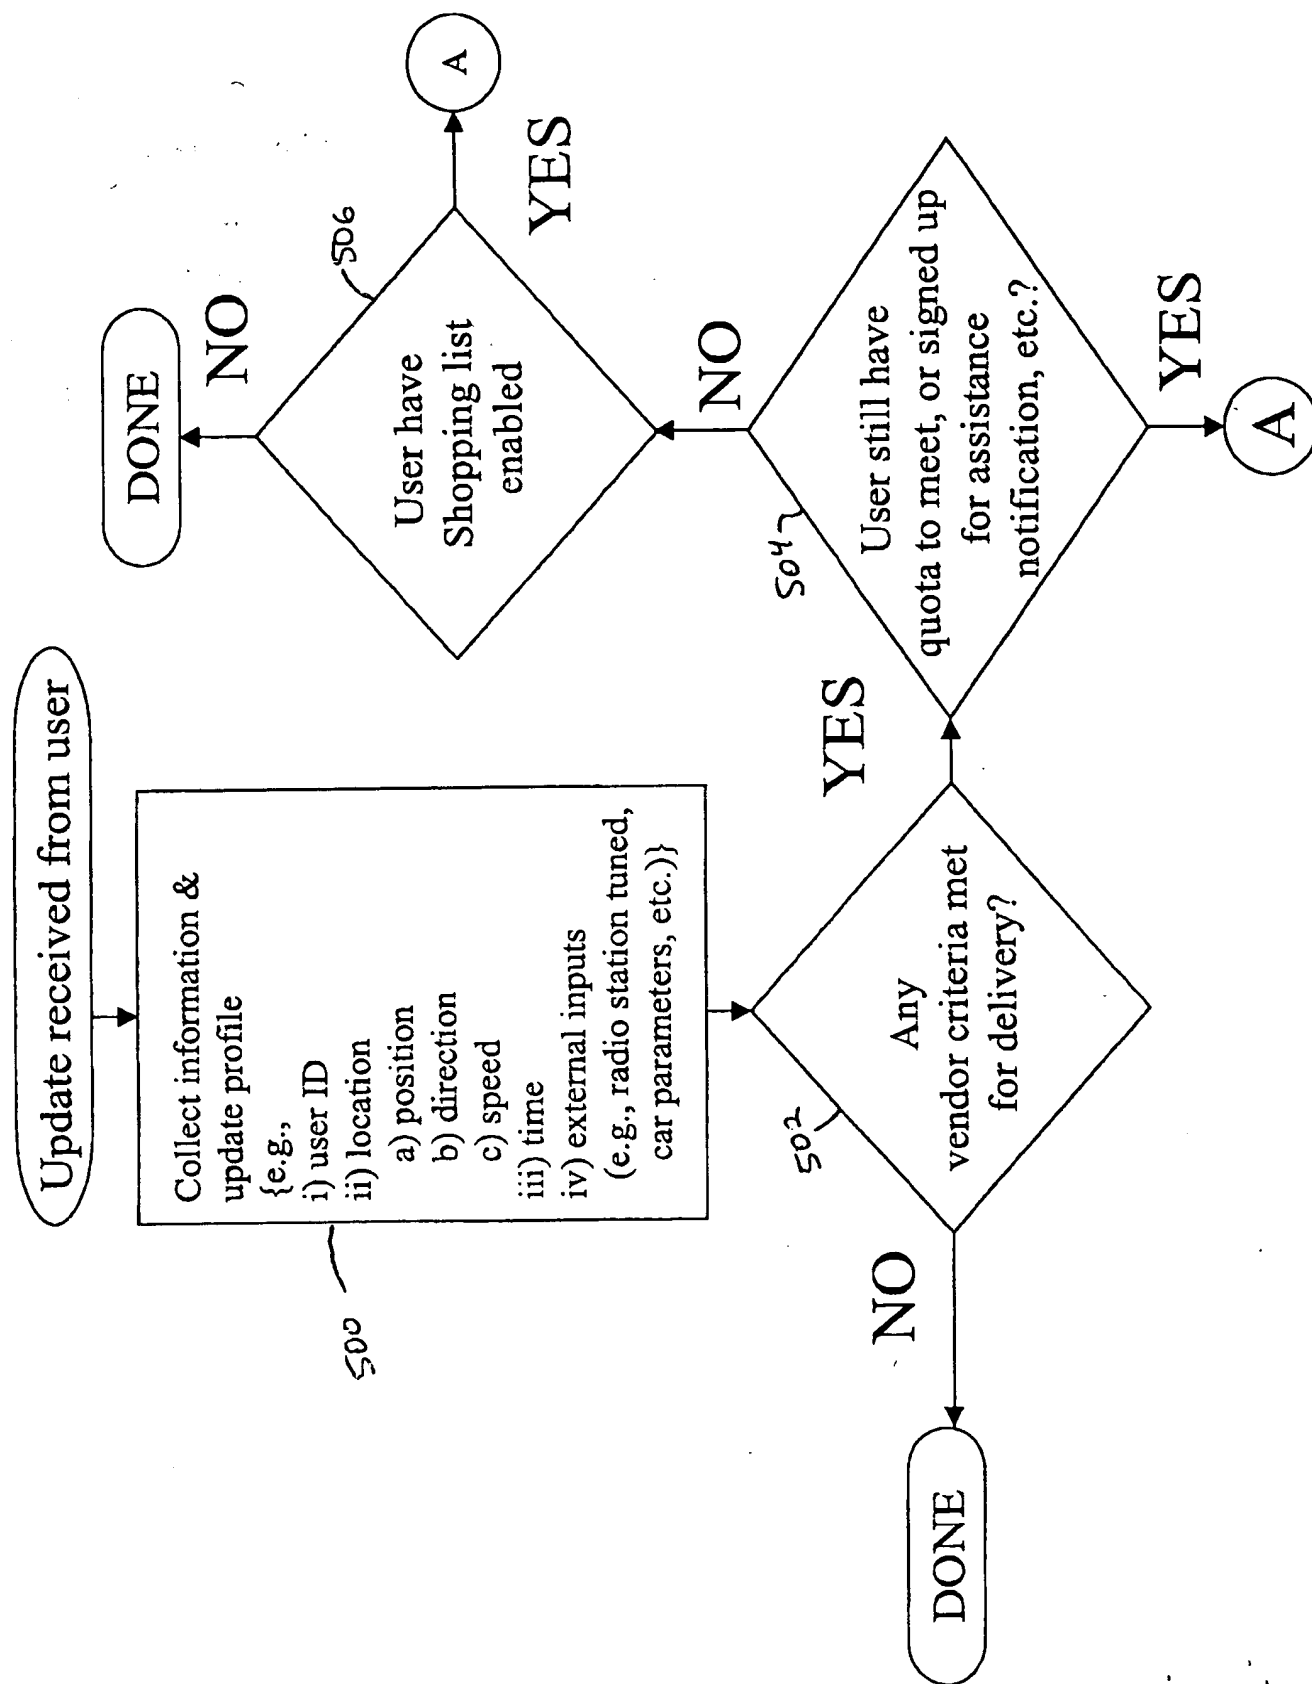 Update received from user
Collect information &
update profile
{e.g.,
i) user ID
ii) location
a) position
b) direction
c) speed
iii) time
iv) external inputs
(e.g., radio station tuned,
car parameters, etc.)}
500
Any
vendor criteria met
for delivery?
502
NO
DONE
YES
User still have
quota to meet, or signed up
for assistance
notification, etc.?
504
YES
A
NO
User have
Shopping list
enabled
506
NO
DONE
YES
A